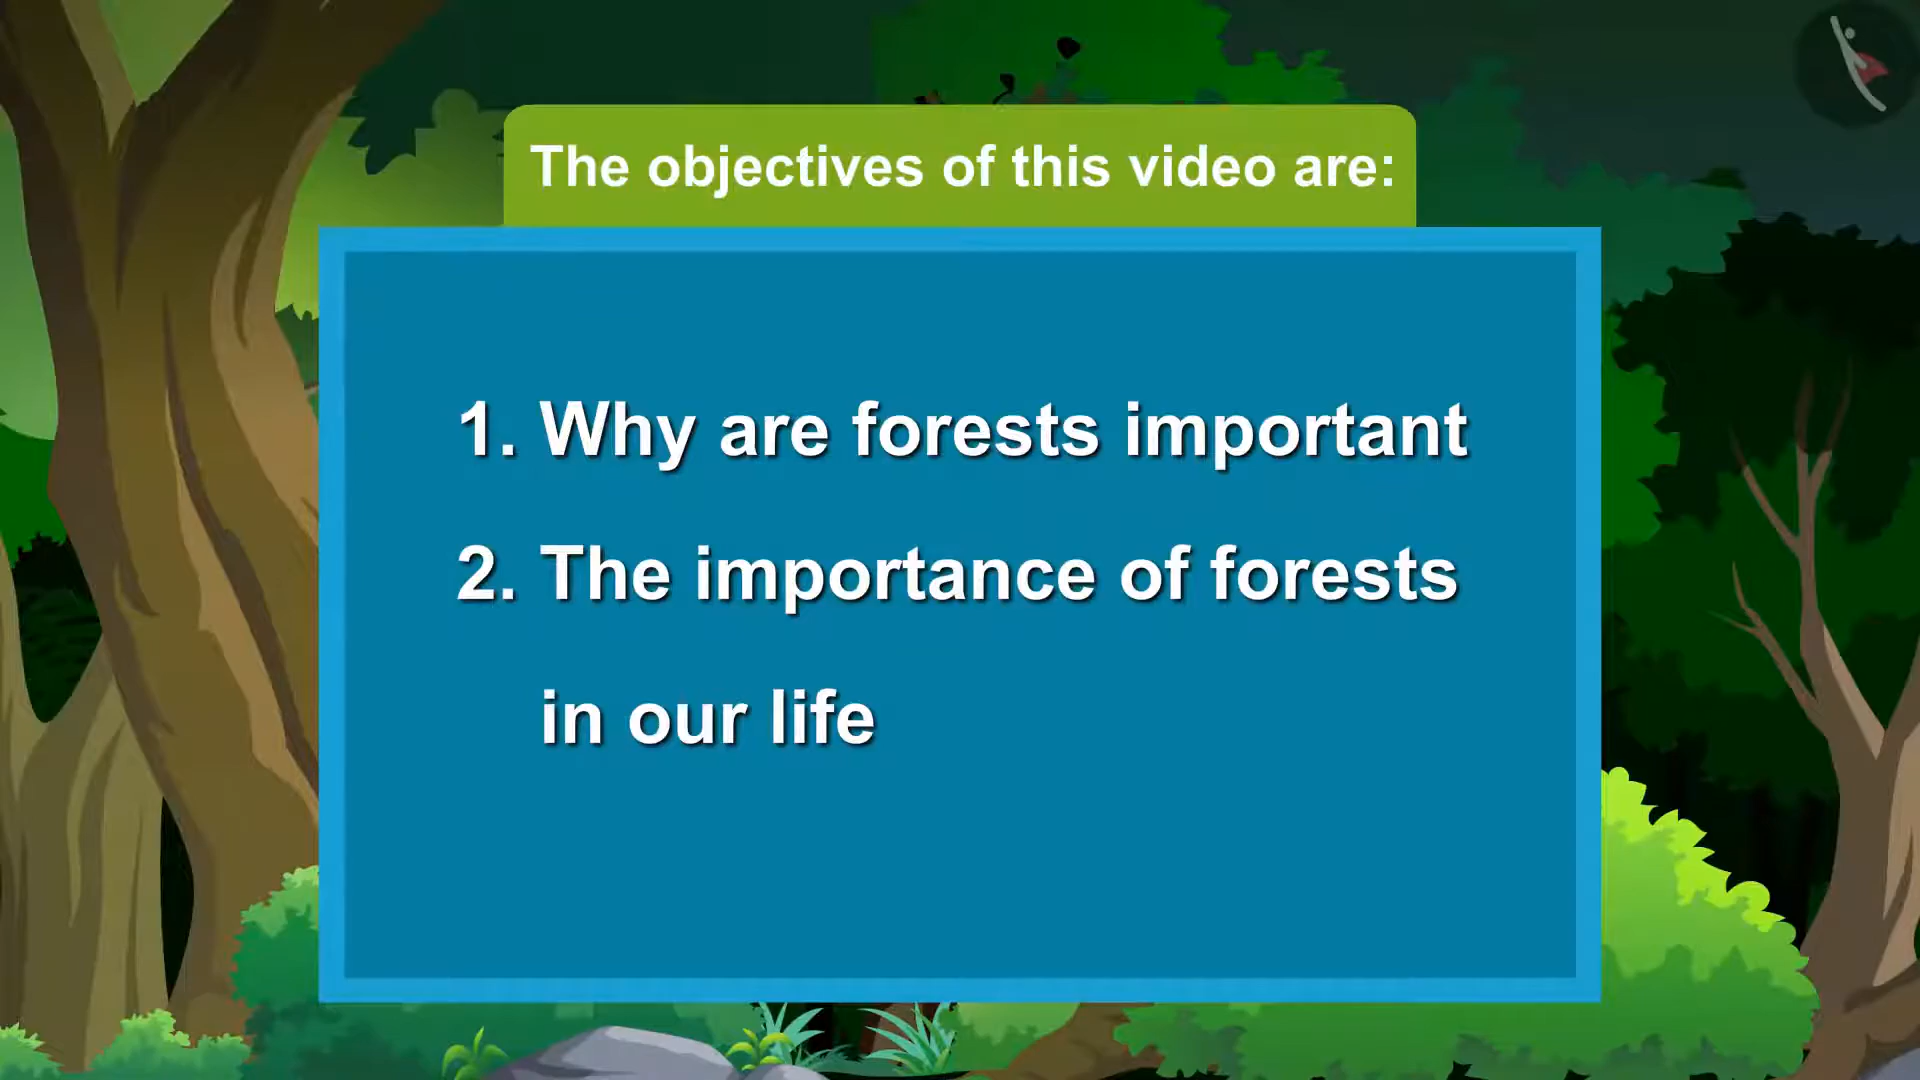 The objectives of this video are:
1. Why are forests important
2. The importance of forests
in our life